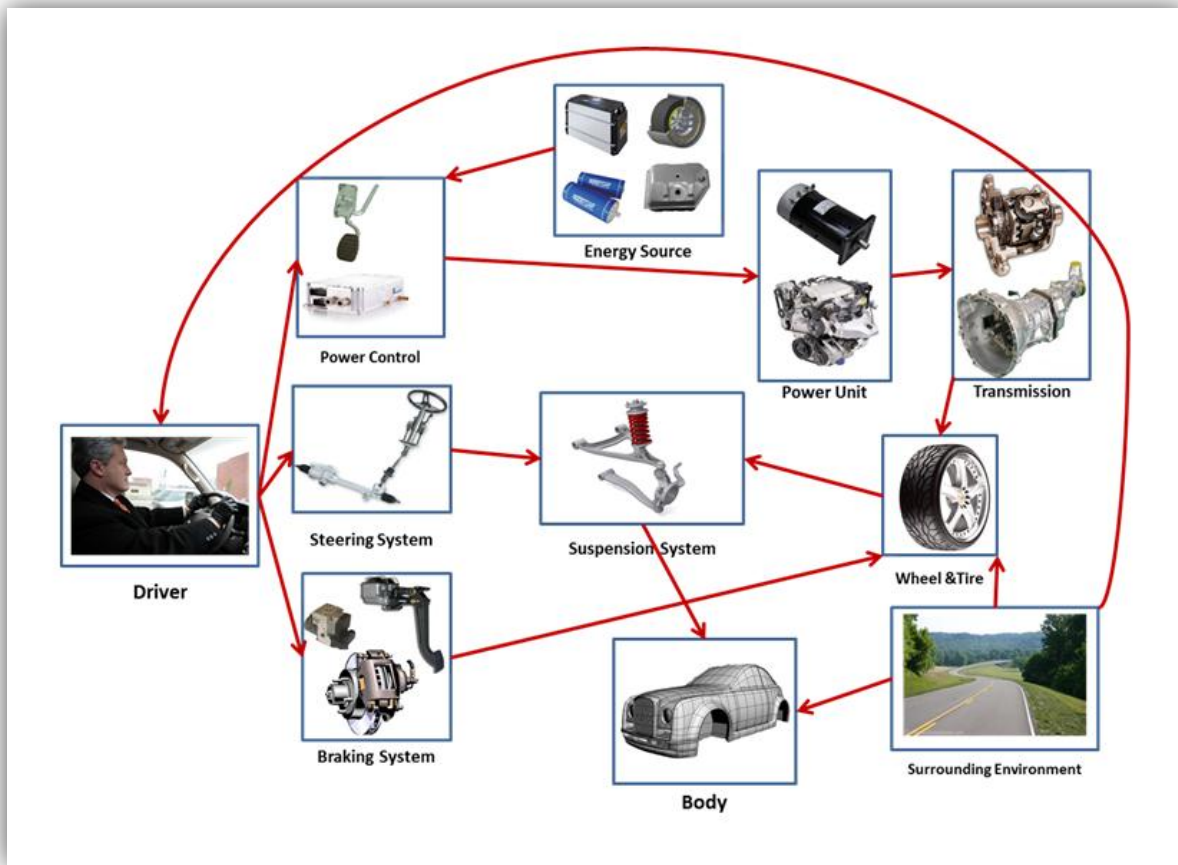 Energy Source
Power Control
Power Unit
Transmission
Steering System
Suspension System
Wheel &Tire
Driver
Braking System
Surrounding Environment
Body